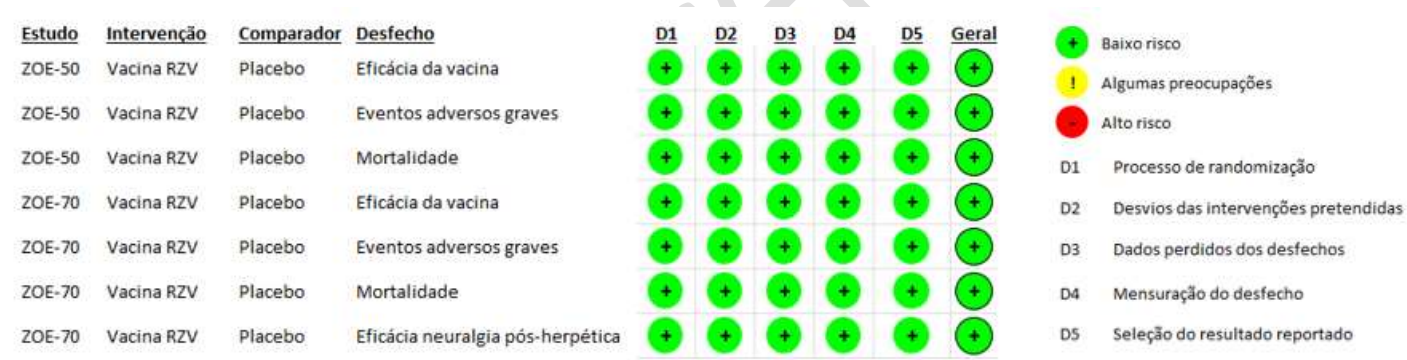 Estudo Intervenção Comparador Desfecho D1 D2 D3 D4 D5 Geral
ZOE-50 Vacina RZV Placebo Eficácia da vacina + + + + + +
ZOE-50 Vacina RZV Placebo Eventos adversos graves + + + + + +
ZOE-50 Vacina RZV Placebo Mortalidade + + + + + +
ZOE-70 Vacina RZV Placebo Eficácia da vacina + + + + + +
ZOE-70 Vacina RZV Placebo Eventos adversos graves + + + + + +
ZOE-70 Vacina RZV Placebo Mortalidade + + + + + +
ZOE-70 Vacina RZV Placebo Eficácia neuralgia pós-herpética + + + + + +
+ Baixo risco
! Algumas preocupações
- Alto risco
D1 Processo de randomização
D2 Desvios das intervenções pretendidas
D3 Dados perdidos dos desfechos
D4 Mensuração do desfecho
D5 Seleção do resultado reportado